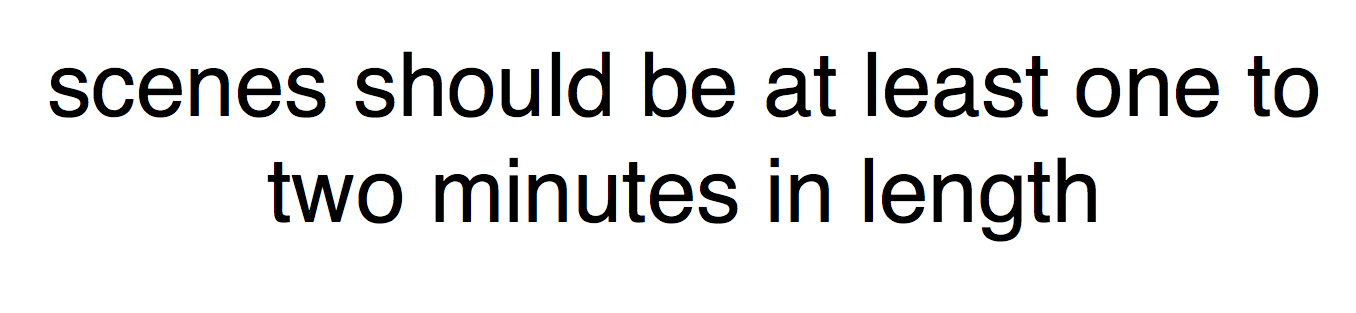 scenes should be at least one to
two minutes in length